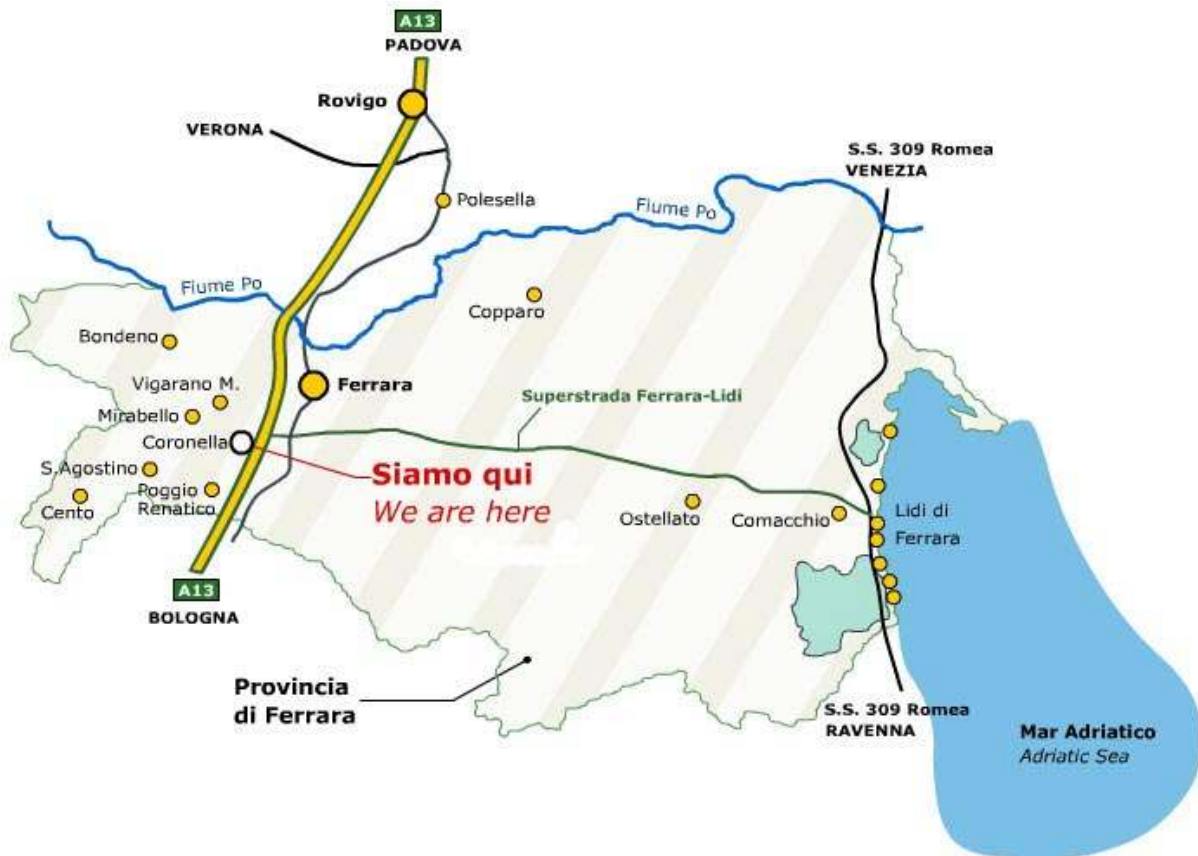 A13
PADOVA
Rovigo
VERONA
S.S. 309 Romea
VENEZIA
Polesella
Fiume Po
Fiume Po
Copparo
Bondeno
Vigarano M.
Ferrara
Superstrada Ferrara-Lidi
Mirabello
Coronella
S.Agostino
Siamo qui
We are here
Poggio
Renatico
Cento
Ostellato
Comacchio
Lidi di
Ferrara
A13
BOLOGNA
Provincia
di Ferrara
S.S. 309 Romea
RAVENNA
Mar Adriatico
Adriatic Sea